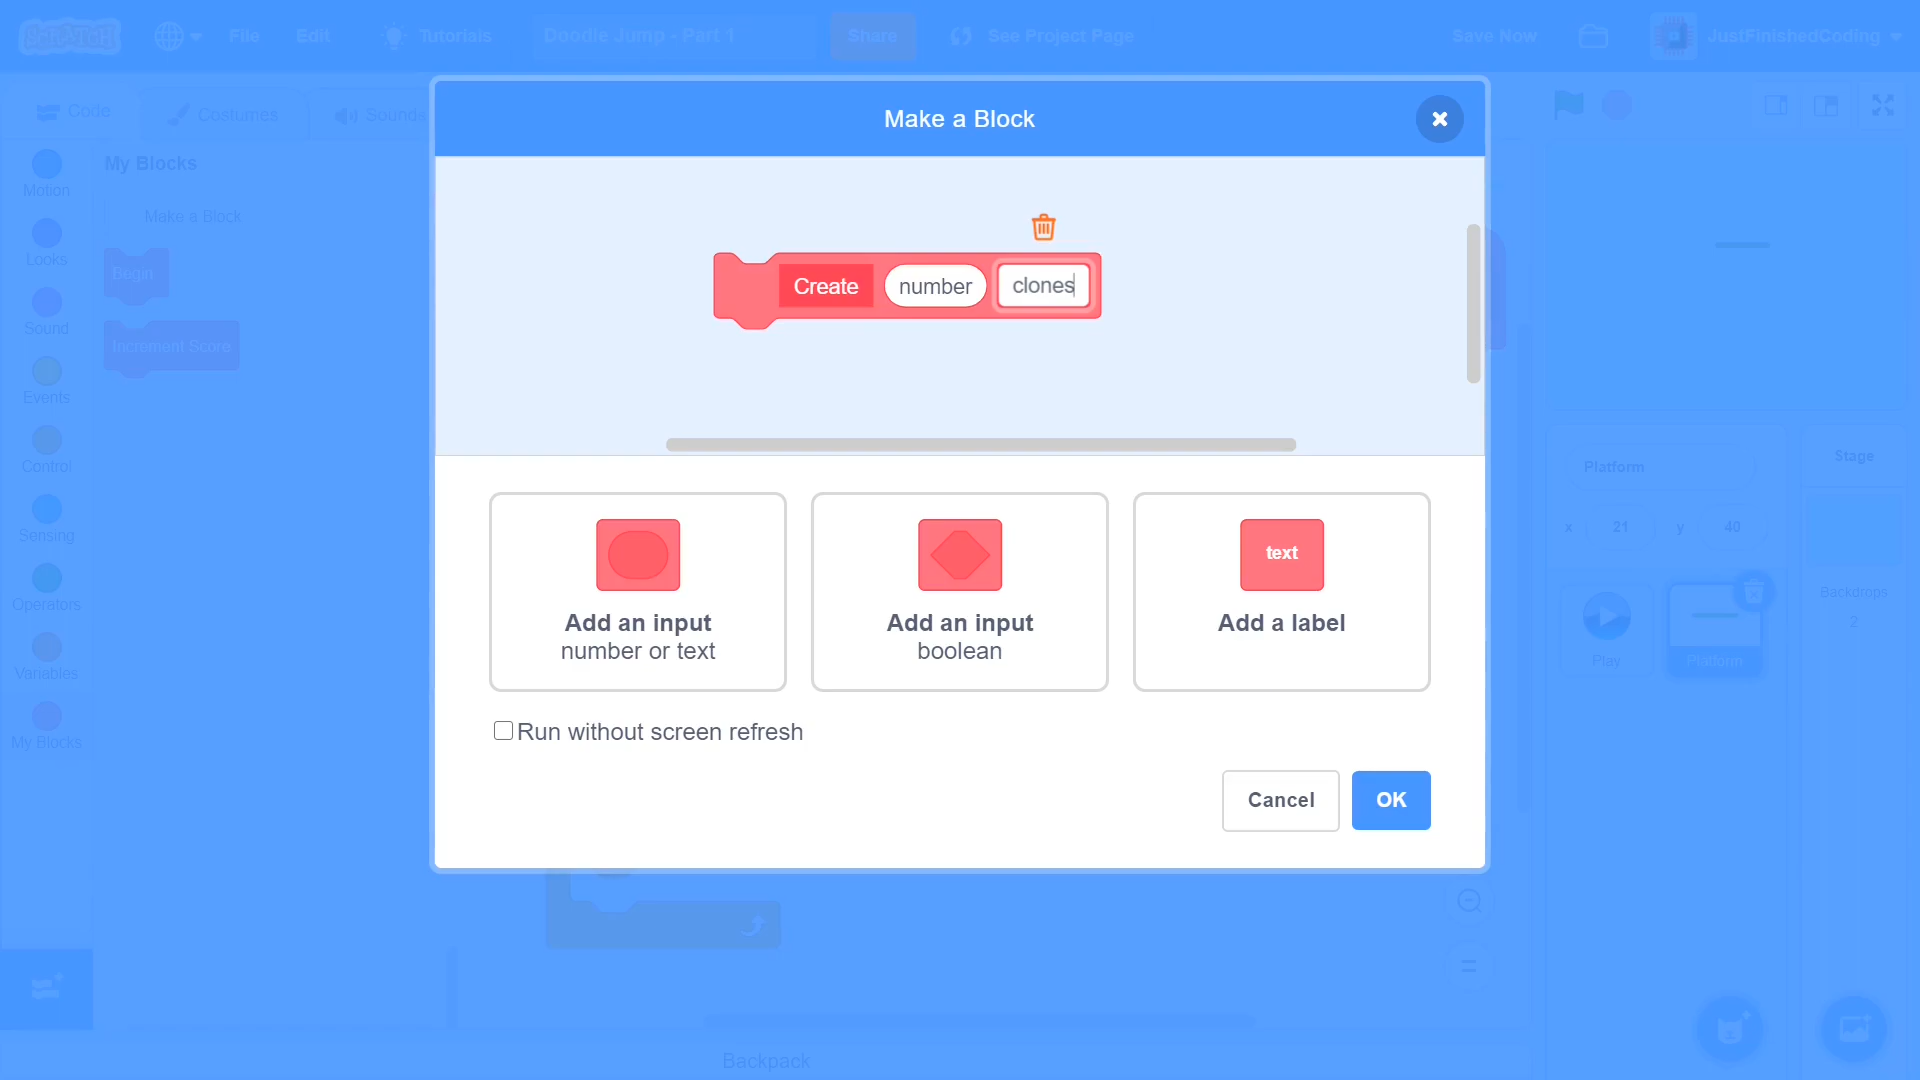 SCRATCH
File
Edit
Tutorials
Doodle Jump - Part 1
Share
See Project Page
Save Now
JustFinishedCoding
Code
Costumes
Sounds
Make a Block
My Blocks
Make a Block
Begin
Increment Score
Motion
Looks
Sound
Events
Control
Sensing
Operators
Variables
My Blocks
Create number clones
text
Add an input
number or text
Add an input
boolean
Add a label
Run without screen refresh
Cancel
OK
Platform
x 21 y 40
Stage
Backdrops
2
Play
Platform
Backpack